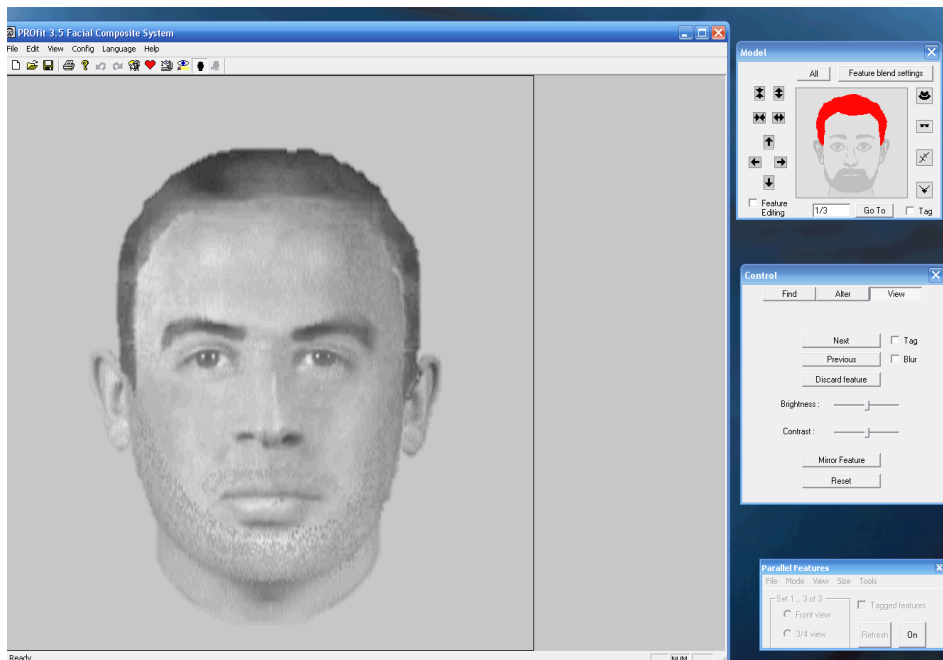 PROfit 3.5 Facial Composite System
File Edit View Config Language Help
Ready
NUM
Model
All
Feature blend settings
Feature
Editing
1/3
Go To
Tag
Control
Find
Alter
View
Next
Tag
Previous
Blur
Discard feature
Brightness :
Contrast :
Mirror Feature
Reset
Parallel Features
File Mode View Size Tools
Set 1 .. 3 of 3
Tagged features
Front view
3/4 view
Refresh
On